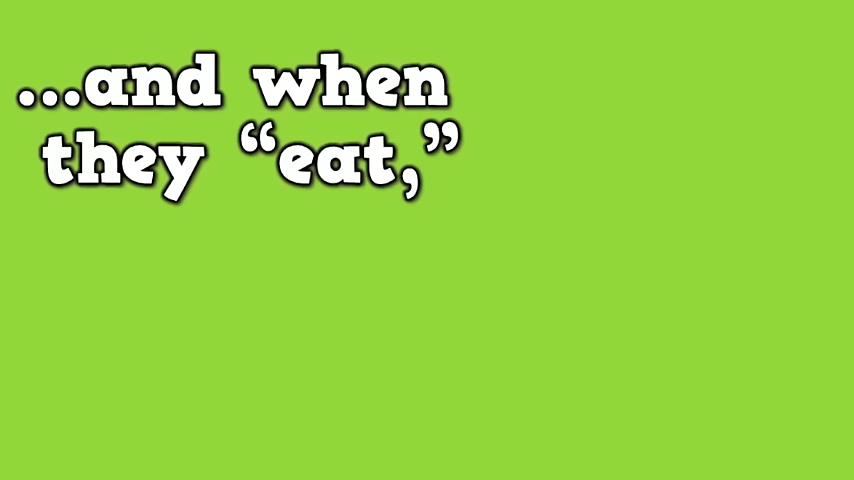 ...and when
they “eat,”